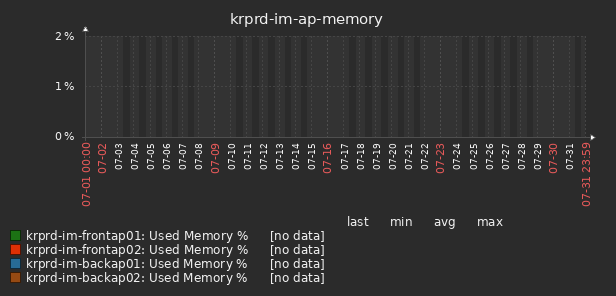 krprd-im-ap-memory
2 %
1 %
0 %
07-01 00:00 07-02 07-03 07-04 07-05 07-06 07-07 07-08 07-09 07-10 07-11 07-12 07-13 07-14 07-15 07-16 07-17 07-18 07-19 07-20 07-21 07-22 07-23 07-24 07-25 07-26 07-27 07-28 07-29 07-30 07-31 07-31 23:59
last min avg max
krprd-im-frontap01: Used Memory % [no data]
krprd-im-frontap02: Used Memory % [no data]
krprd-im-backap01: Used Memory % [no data]
krprd-im-backap02: Used Memory % [no data]